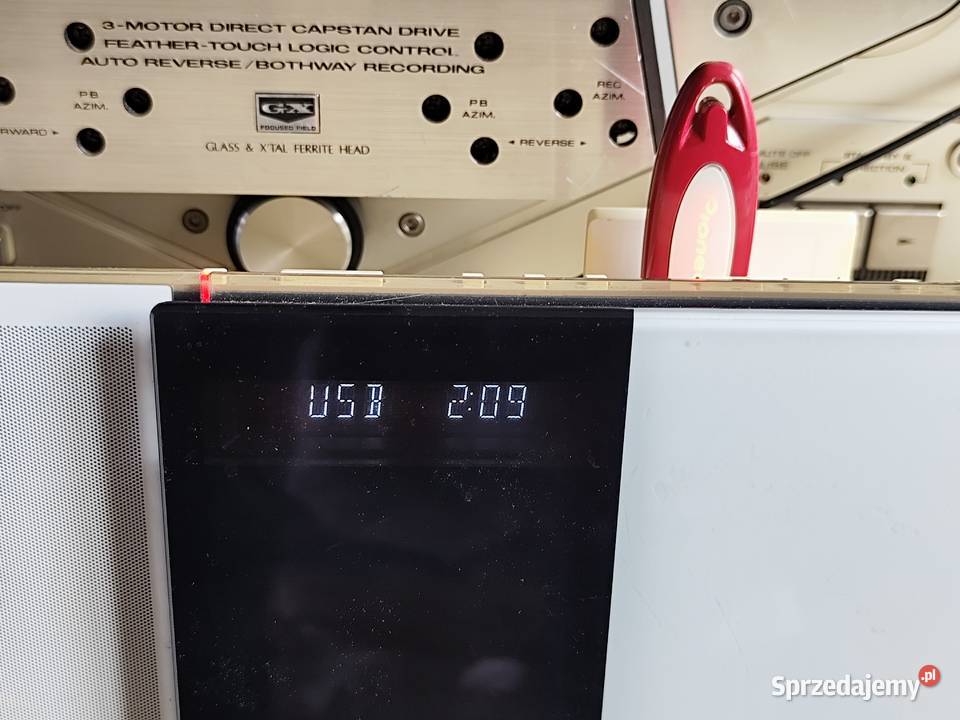 3-MOTOR DIRECT CAPSTAN DRIVE
FEATHER-TOUCH LOGIC CONTROL
AUTO REVERSE/BOTHWAY RECORDING
PB AZIM.
PB AZIM.
REC AZIM.
GX
FOCUSED FIELD
◄ REVERSE ►
GLASS & X'TAL FERRITE HEAD
USB 2:09
Sprzedajemy.pl